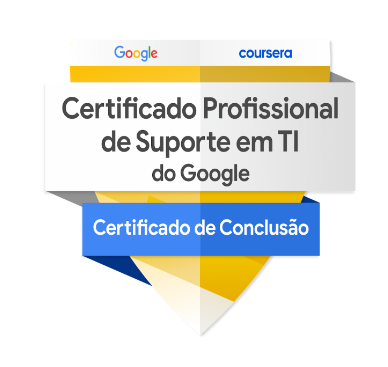 Google coursera
Certificado Profissional
de Suporte em TI
do Google
Certificado de Conclusão